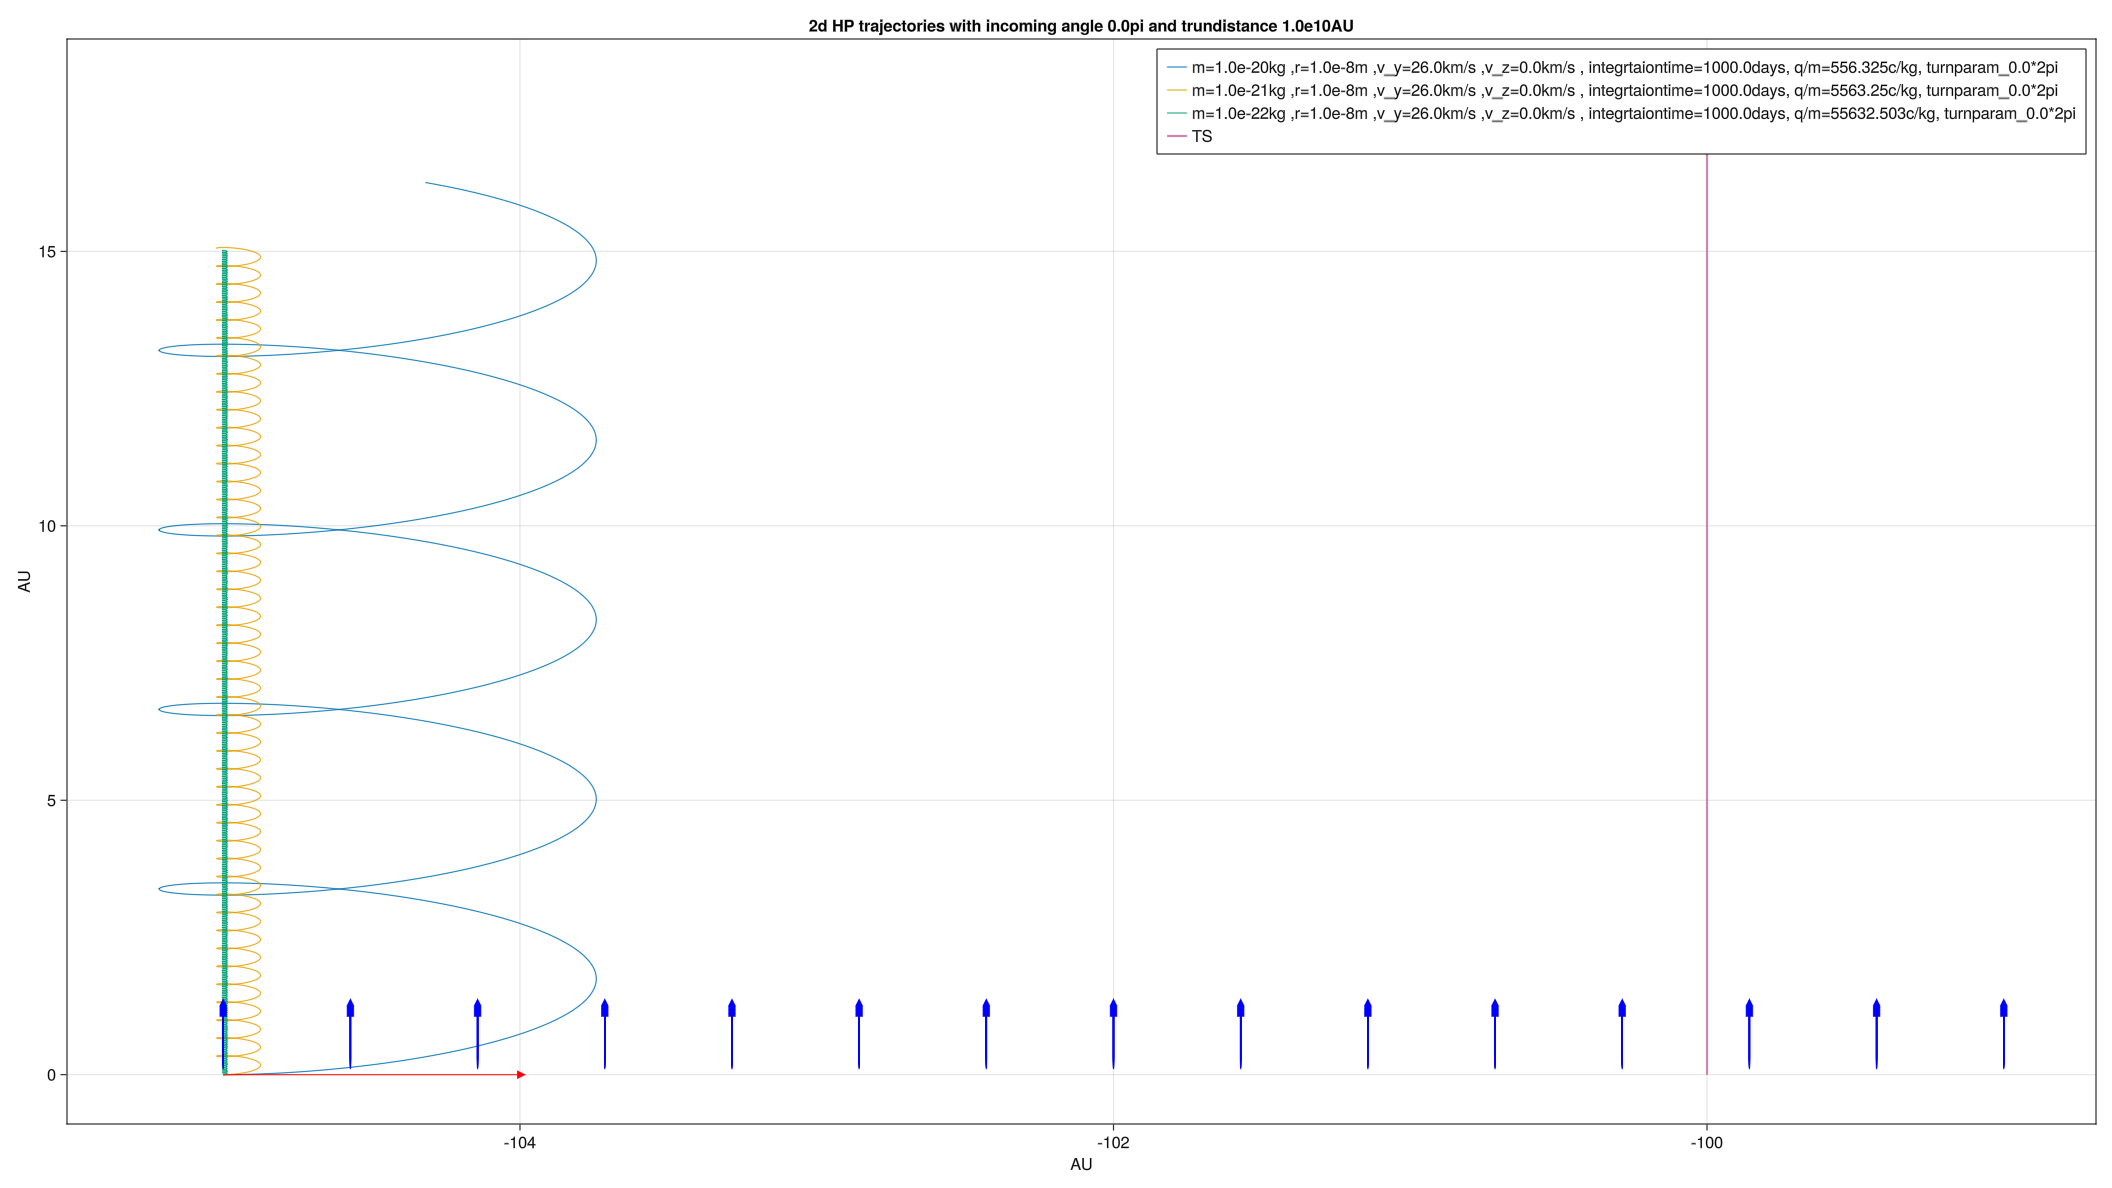 2d HP trajectories with incoming angle 0.0pi and trundistance 1.0e10AU
m=1.0e-20kg ,r=1.0e-8m ,v_y=26.0km/s ,v_z=0.0km/s , integrtaiontime=1000.0days, q/m=556.325c/kg, turnparam_0.0*2pi
m=1.0e-21kg ,r=1.0e-8m ,v_y=26.0km/s ,v_z=0.0km/s , integrtaiontime=1000.0days, q/m=5563.25c/kg, turnparam_0.0*2pi
m=1.0e-22kg ,r=1.0e-8m ,v_y=26.0km/s ,v_z=0.0km/s , integrtaiontime=1000.0days, q/m=55632.503c/kg, turnparam_0.0*2pi
TS
15
10
5
0
AU
-104
-102
-100
AU